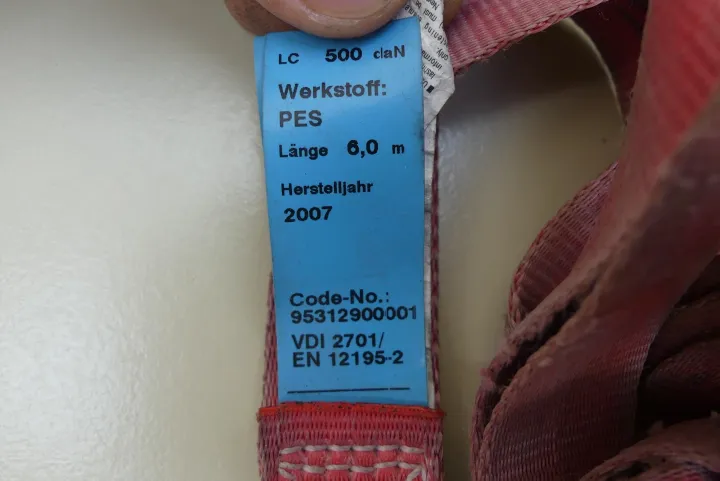 LC 500 daN
Werkstoff:
PES
Länge 6,0 m
Herstelljahr
2007
Code-No.:
95312900001
VDI 2701/
EN 12195-2